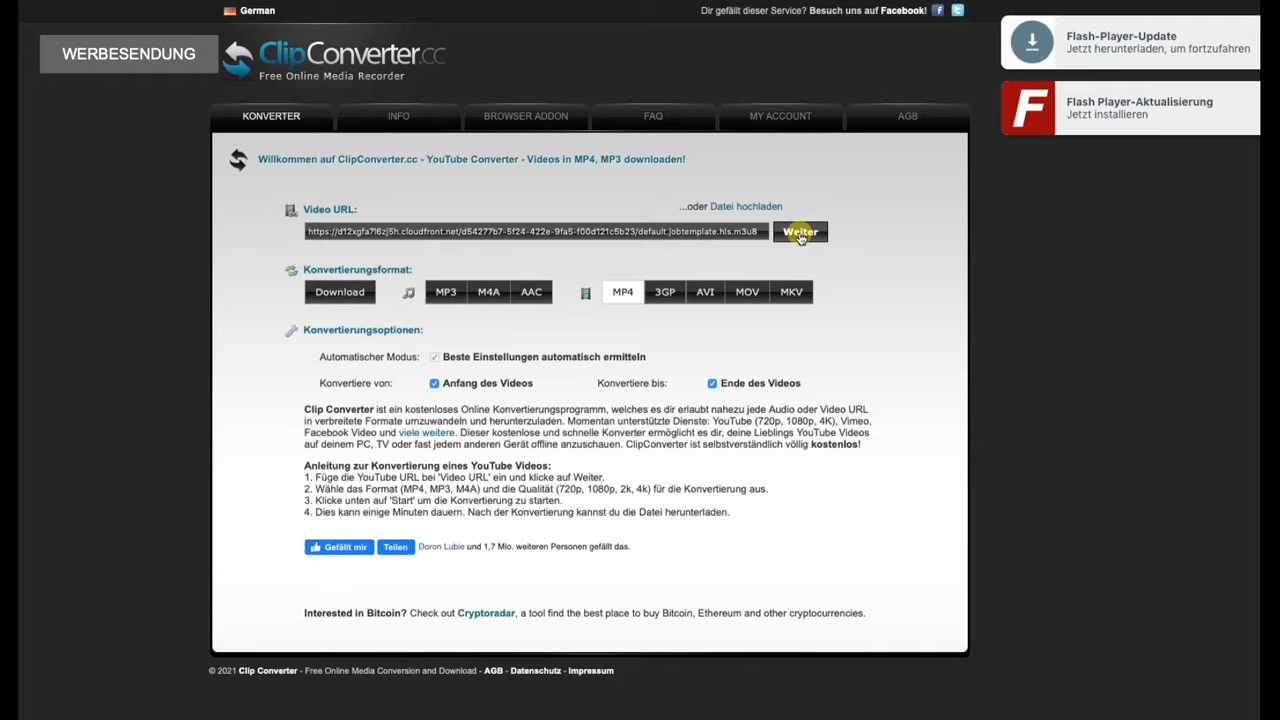 German
Dir gefällt dieser Service? Besuch uns auf Facebook!
WERBESENDUNG
ClipConverter.cc
Free Online Media Recorder
Flash-Player-Update
Jetzt herunterladen, um fortzufahren
Flash Player-Aktualisierung
Jetzt installieren
KONVERTER INFO BROWSER ADDON FAQ MY ACCOUNT AGB
Willkommen auf ClipConverter.cc - YouTube Converter - Videos in MP4, MP3 downloaden!
...oder Datei hochladen
Video URL:
https://d12xgfa7l6zj5h.cloudfront.net/d54277b7-5f24-422e-9fa5-f00d121c5b23/default.jobtemplate.hls.m3u8 Weiter
Konvertierungsformat:
Download MP3 M4A AAC MP4 3GP AVI MOV MKV
Konvertierungsoptionen:
Automatischer Modus: Beste Einstellungen automatisch ermitteln
Konvertiere von: Anfang des Videos Konvertiere bis: Ende des Videos
Clip Converter ist ein kostenloses Online Konvertierungsprogramm, welches es dir erlaubt nahezu jede Audio oder Video URL
in verbreitete Formate umzuwandeln und herunterzuladen. Momentan unterstützte Dienste: YouTube (720p, 1080p, 4K), Vimeo,
Facebook Video und viele weitere. Dieser kostenlose und schnelle Konverter ermöglicht es dir, deine Lieblings YouTube Videos
auf deinem PC, TV oder fast jedem anderen Gerät offline anzuschauen. ClipConverter ist selbstverständlich völlig kostenlos!
Anleitung zur Konvertierung eines YouTube Videos:
1. Füge die YouTube URL bei 'Video URL' ein und klicke auf Weiter.
2. Wähle das Format (MP4, MP3, M4A) und die Qualität (720p, 1080p, 2k, 4k) für die Konvertierung aus.
3. Klicke unten auf 'Start' um die Konvertierung zu starten.
4. Dies kann einige Minuten dauern. Nach der Konvertierung kannst du die Datei herunterladen.
Gefällt mir Teilen Doron Lubie und 1,7 Mio. weiteren Personen gefällt das.
Interested in Bitcoin? Check out Cryptoradar, a tool find the best place to buy Bitcoin, Ethereum and other cryptocurrencies.
© 2021 Clip Converter - Free Online Media Conversion and Download - AGB - Datenschutz - Impressum